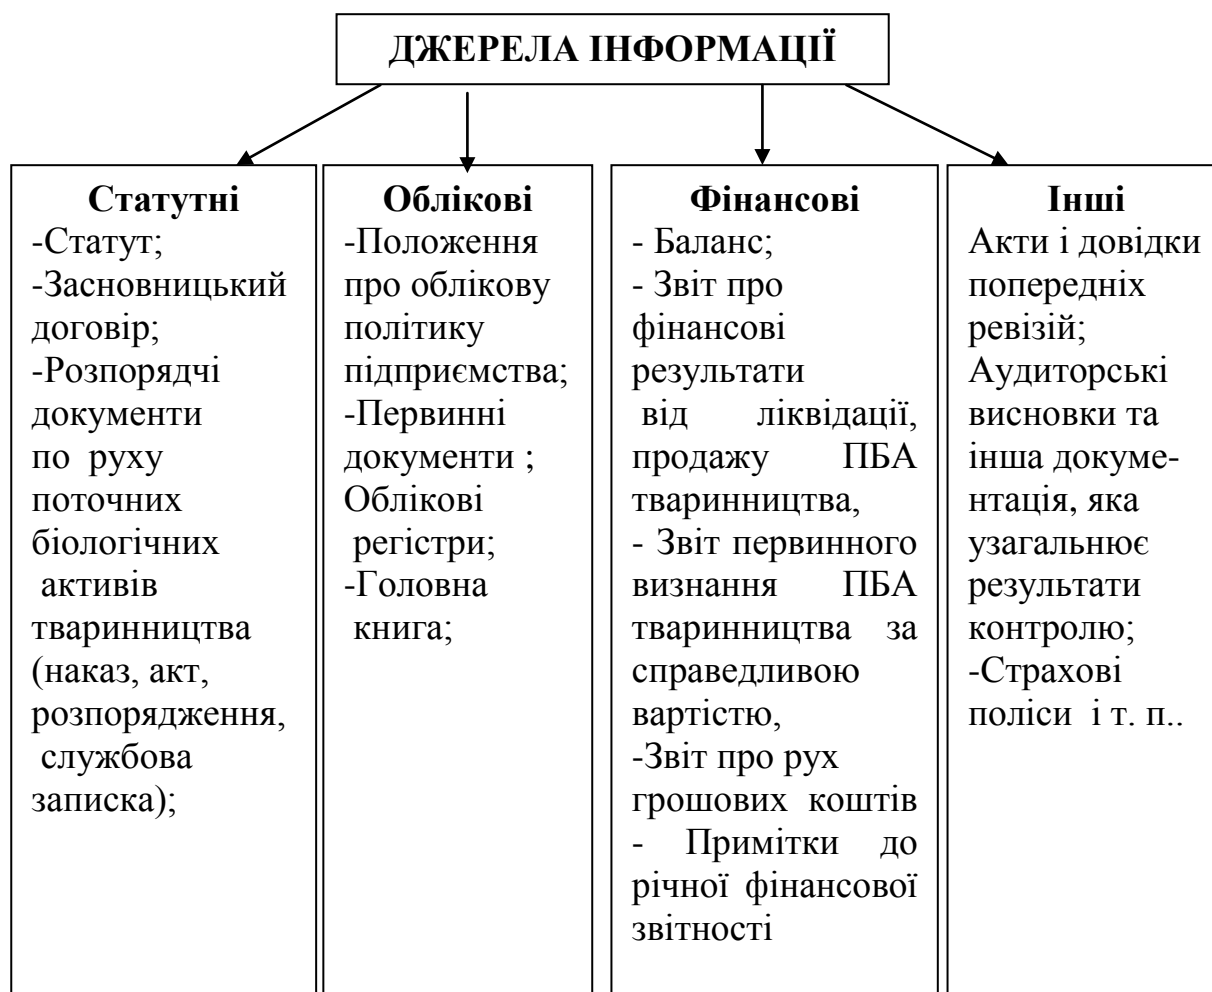 ДЖЕРЕЛА ІНФОРМАЦІЇ
Статутні
-Статут;
-Засновницький
договір;
-Розпорядчі
документи
по руху
поточних
біологічних
активів
тваринництва
(наказ, акт,
розпорядження,
службова
записка);
Облікові
-Положення
про облікову
політику
підприємства;
-Первинні
документи ;
Облікові
регістри;
-Головна
книга;
Фінансові
- Баланс;
- Звіт про
фінансові
результати
від ліквідації,
продажу ПБА
тваринництва,
- Звіт первинного
визнання ПБА
тваринництва за
справедливою
вартістю,
-Звіт про рух
грошових коштів
- Примітки до
річної фінансової
звітності
Інші
Акти і довідки
попередніх
ревізій;
Аудиторські
висновки та
інша докуме-
нтація, яка
узагальнює
результати
контролю;
-Страхові
поліси і т. п..